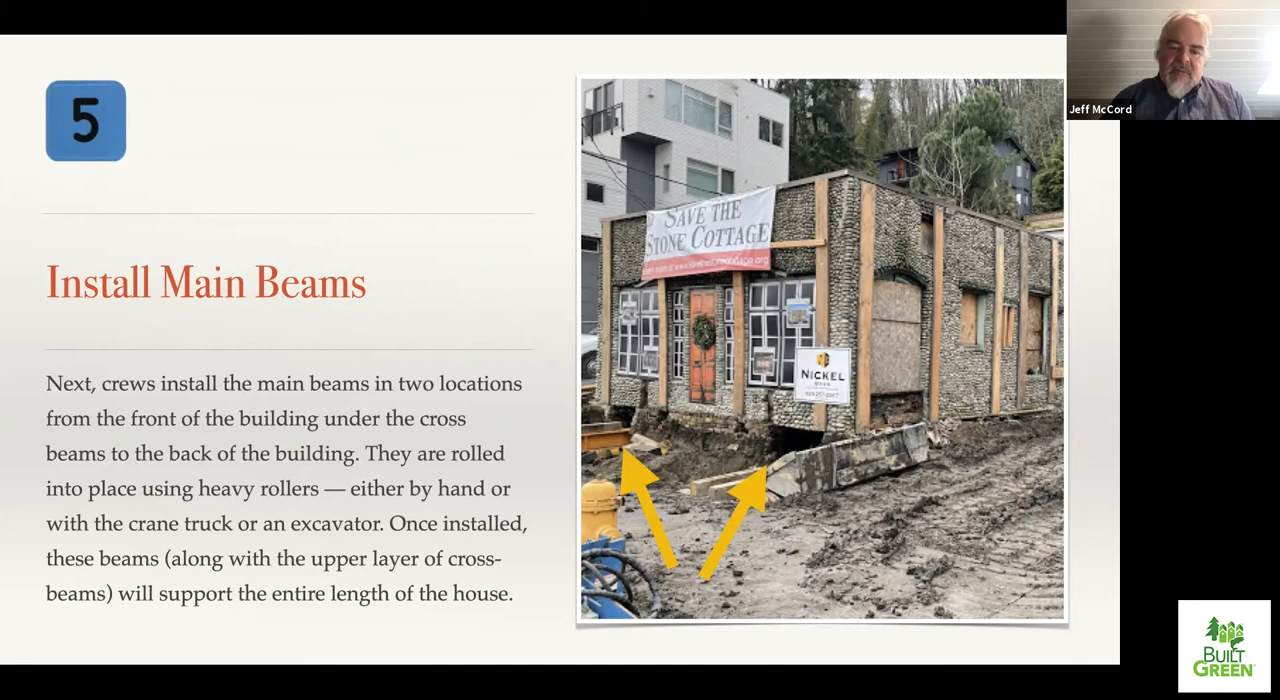 5
Install Main Beams
Next, crews install the main beams in two locations
from the front of the building under the cross
beams to the back of the building. They are rolled
into place using heavy rollers — either by hand or
with the crane truck or an excavator. Once installed,
these beams (along with the upper layer of cross-
beams) will support the entire length of the house.
SAVE THE
STONE COTTAGE
NICKEL
BROS
Jeff McCord
BUILT
GREEN